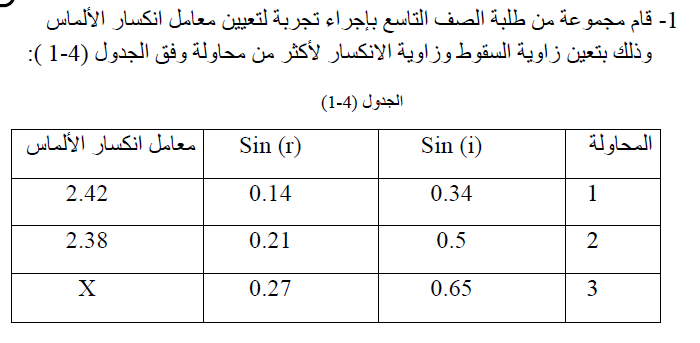 1- قام مجموعة من طلبة الصف التاسع بإجراء تجربة لتعيين معامل انكسار الألماس
وذلك بتعين زاوية السقوط وزاوية الانكسار لأكثر من محاولة وفق الجدول (4-1 ):
الجدول (4-1)
المحاولة Sin (i) Sin (r) معامل انكسار الألماس
1 0.34 0.14 2.42
2 0.5 0.21 2.38
3 0.65 0.27 X